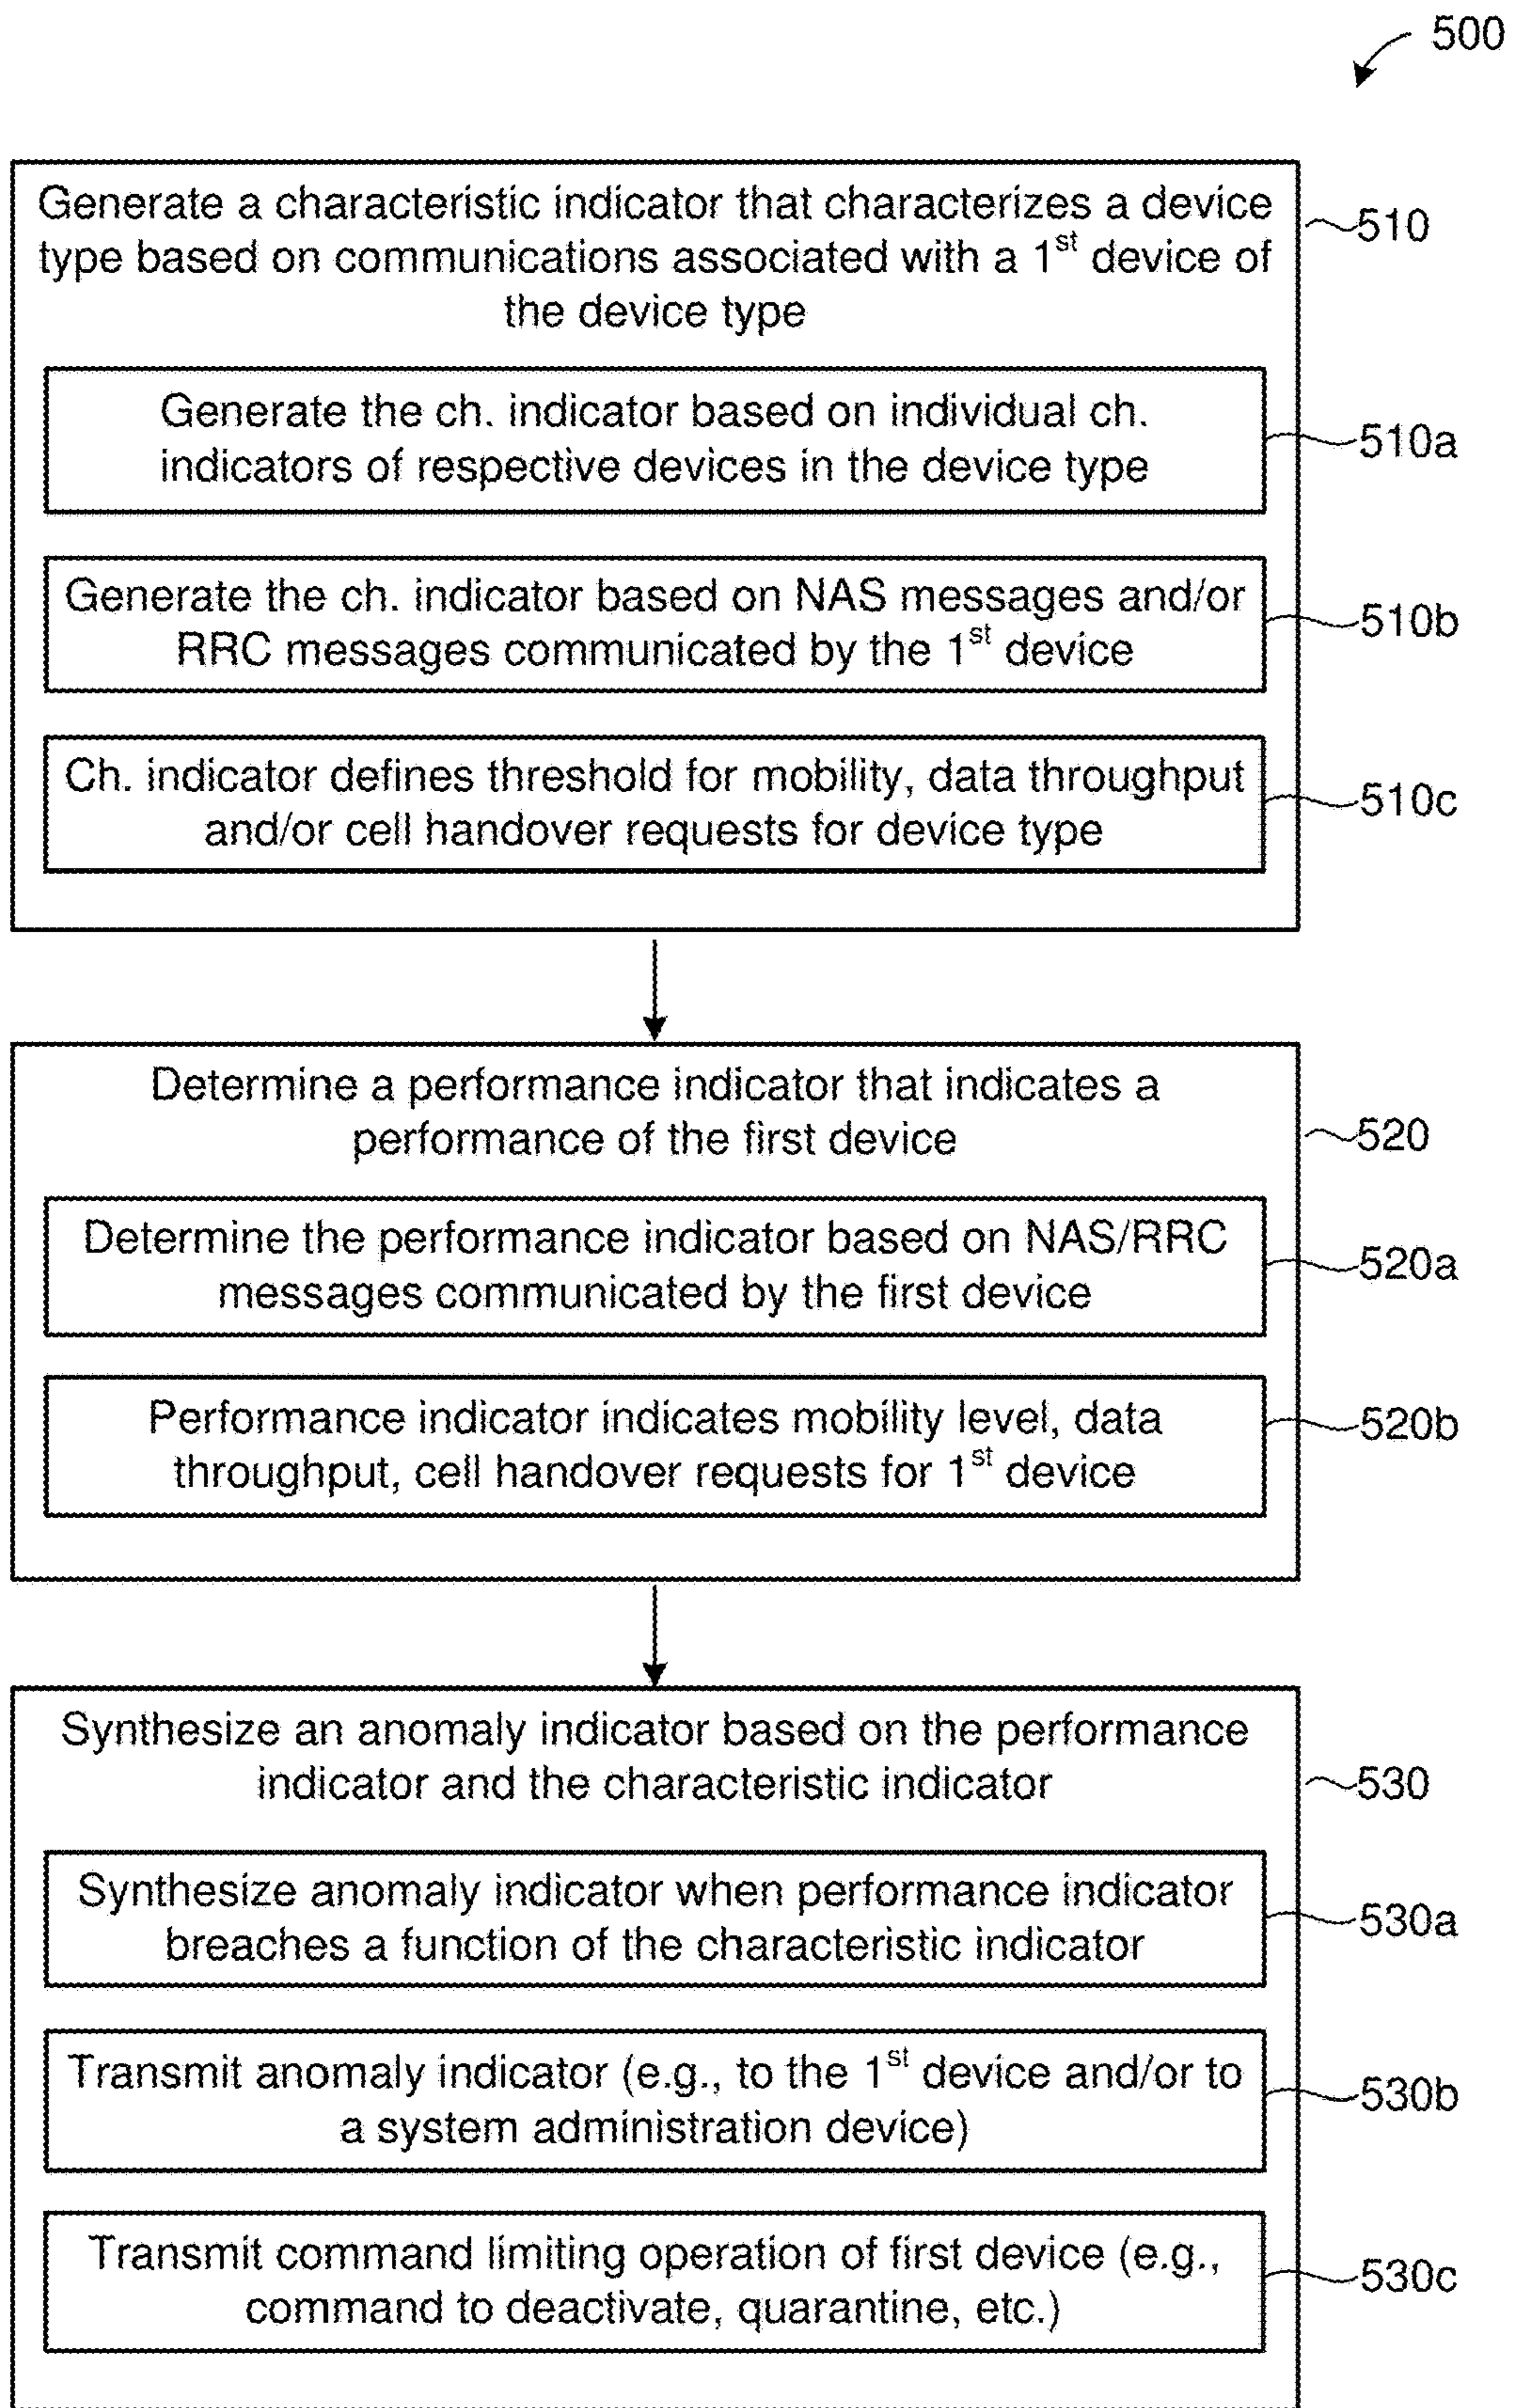 500
Generate a characteristic indicator that characterizes a device
type based on communications associated with a 1st device of
the device type
510
Generate the ch. indicator based on individual ch.
indicators of respective devices in the device type
510a
Generate the ch. indicator based on NAS messages and/or
RRC messages communicated by the 1st device
510b
Ch. indicator defines threshold for mobility, data throughput
and/or cell handover requests for device type
510c
Determine a performance indicator that indicates a
performance of the first device
520
Determine the performance indicator based on NAS/RRC
messages communicated by the first device
520a
Performance indicator indicates mobility level, data
throughput, cell handover requests for 1st device
520b
Synthesize an anomaly indicator based on the performance
indicator and the characteristic indicator
530
Synthesize anomaly indicator when performance indicator
breaches a function of the characteristic indicator
530a
Transmit anomaly indicator (e.g., to the 1st device and/or to
a system administration device)
530b
Transmit command limiting operation of first device (e.g.,
command to deactivate, quarantine, etc.)
530c